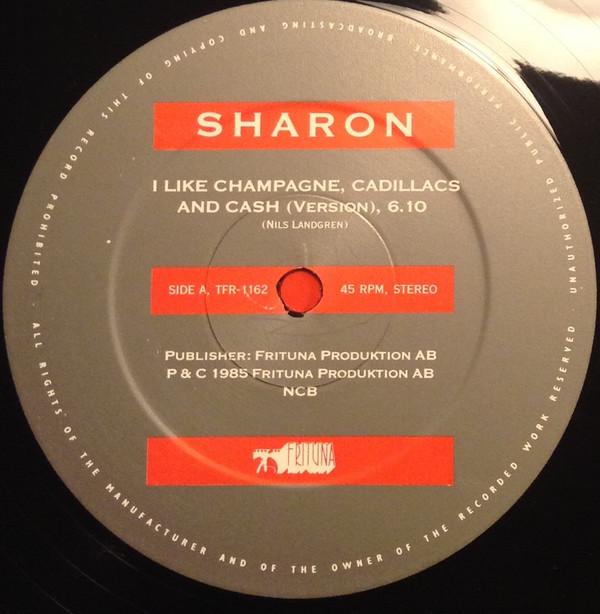 SHARON
I LIKE CHAMPAGNE, CADILLACS
AND CASH (VERSION), 6.10
(NILS LANDGREN)
SIDE A, TFR-1162 45 RPM, STEREO
PUBLISHER: FRITUNA PRODUKTION AB
P & C 1985 FRITUNA PRODUKTION AB
NCB
FRITUNA
ALL RIGHTS OF THE MANUFACTURER AND OF THE OWNER OF THE RECORDED WORK RESERVED · UNAUTHORIZED PUBLIC PERFORMANCE, BROADCASTING AND COPYING OF THIS RECORD PROHIBITED ·